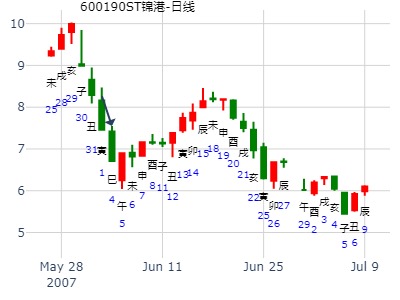 600190ST锦港-日线
10
9
8
7
6
5
未
25
戌
28
亥
29
子
30
丑
31
寅
1
巳
4
午
5
未
6
申
7
酉
8
子
11
丑
12
寅
13
卯
14
辰
15
未
18
申
19
酉
20
戌
21
亥
22
寅
25
卯
26
辰
27
午
29
酉
2
戌
3
亥
4
子
5
丑
6
辰
9
May 28
2007
Jun 11
Jun 25
Jul 9